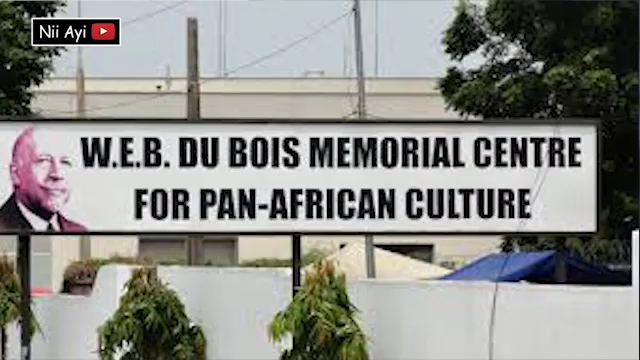 Nii Ayi
W.E.B. DU BOIS MEMORIAL CENTRE
FOR PAN-AFRICAN CULTURE